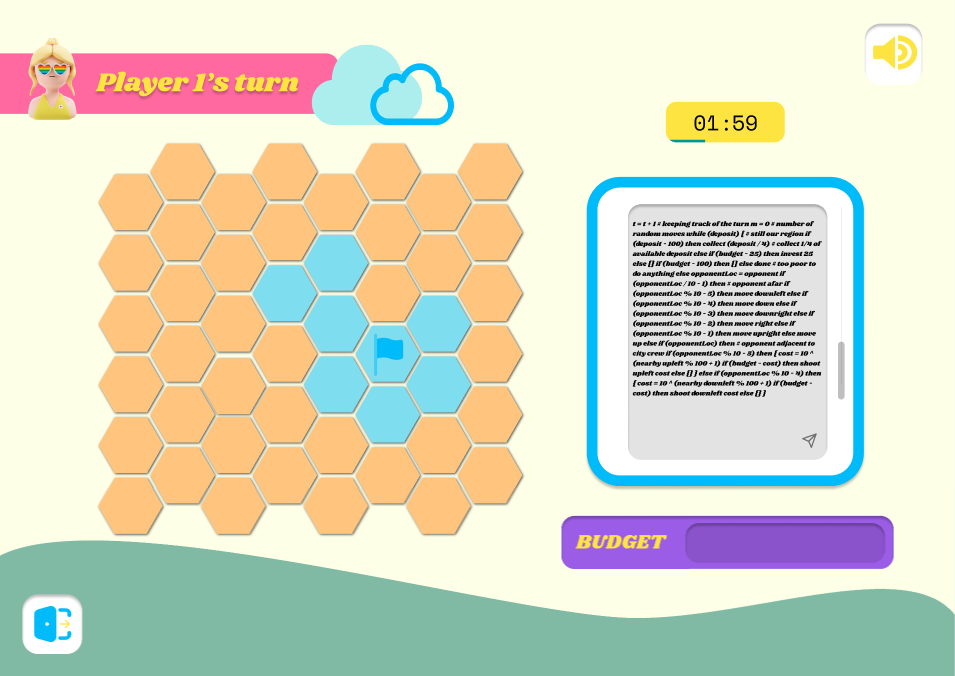 Player 1's turn
01:59
t = t + 1 # keeping track of the turn m = 0 # number of
random moves while (deposit) { # still our region if
(deposit - 100) then collect (deposit / 4) # collect 1/4 of
available deposit else if (budget - 25) then invest 25
else {} if (budget - 100) then {} else done # too poor to
do anything else opponentLoc = opponent if
(opponentLoc / 10 - 1) then # opponent afar if
(opponentLoc % 10 - 5) then move downleft else if
(opponentLoc % 10 - 4) then move down else if
(opponentLoc % 10 - 3) then move downright else if
(opponentLoc % 10 - 2) then move right else if
(opponentLoc % 10 - 1) then move upright else move
up else if (opponentLoc) then # opponent adjacent to
city crew if (opponentLoc % 10 - 5) then { cost = 10 ^
(nearby upleft % 100 + 1) if (budget - cost) then shoot
upleft cost else {} } else if (opponentLoc % 10 - 4) then
{ cost = 10 ^ (nearby downleft % 100 + 1) if (budget -
cost) then shoot downleft cost else {} }
BUDGET